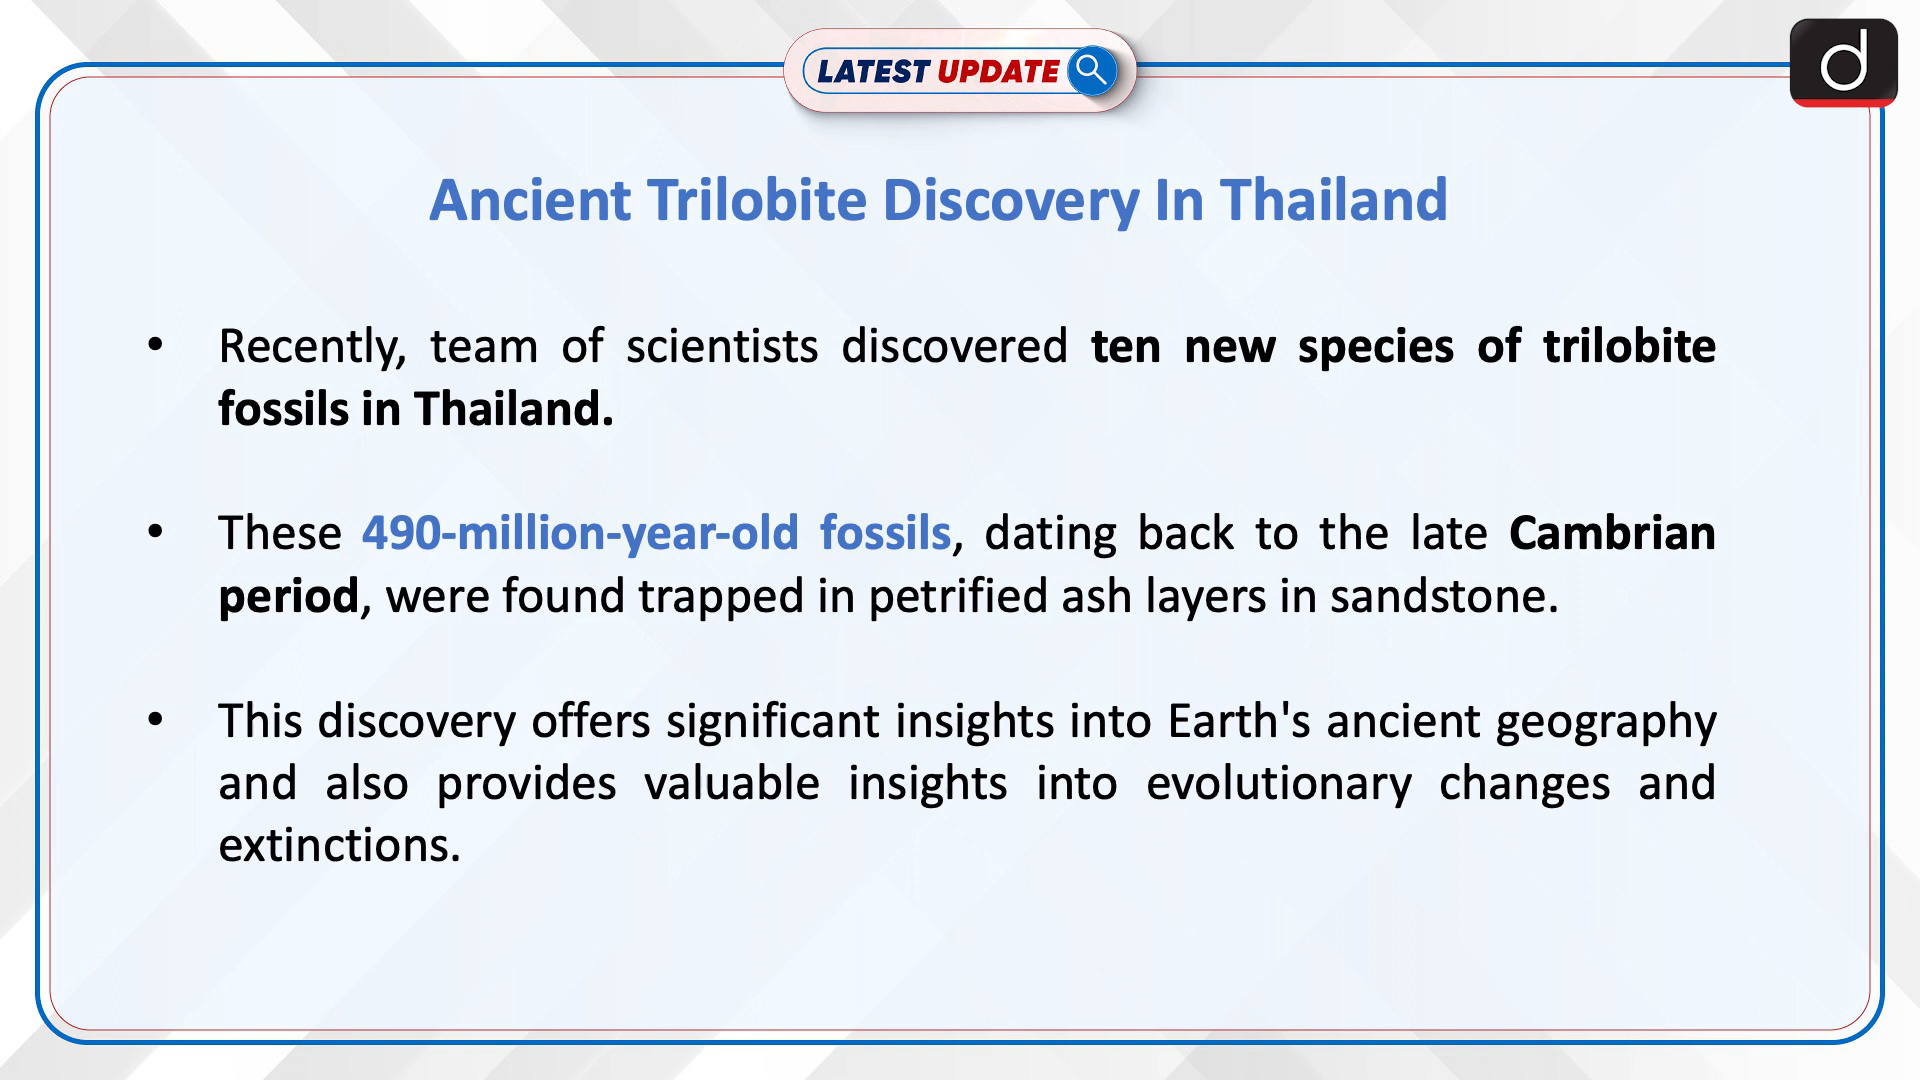 LATEST UPDATE
d
Ancient Trilobite Discovery In Thailand
• Recently, team of scientists discovered ten new species of trilobite
fossils in Thailand.
• These 490-million-year-old fossils, dating back to the late Cambrian
period, were found trapped in petrified ash layers in sandstone.
• This discovery offers significant insights into Earth's ancient geography
and also provides valuable insights into evolutionary changes and
extinctions.